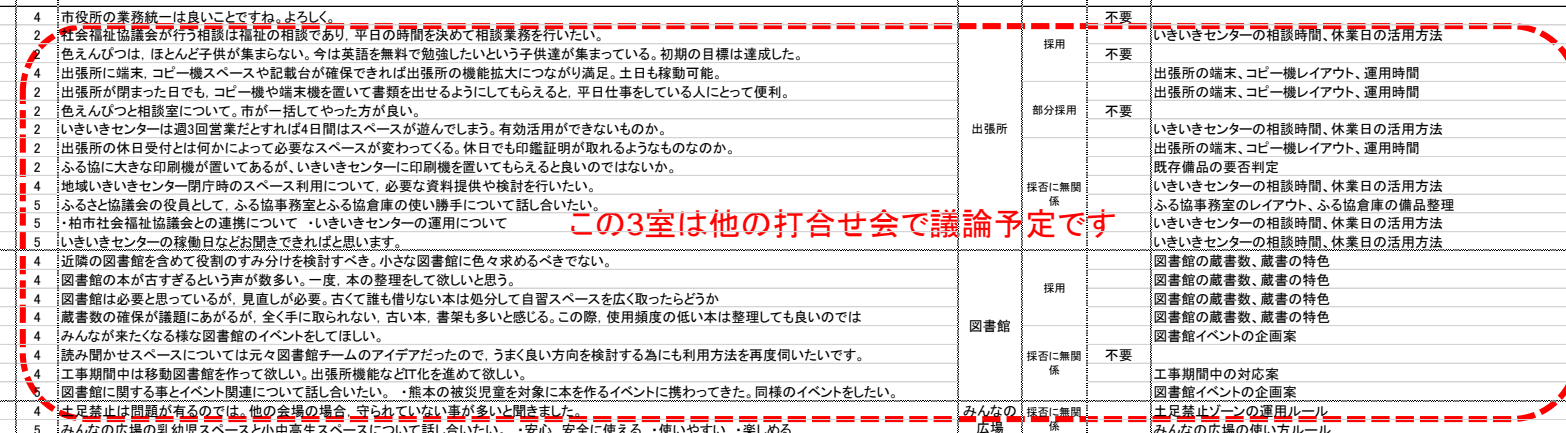 4 市役所の業務統一は良いことですね。よろしく。 不要
2 社会福祉協議会が行う相談は福祉の相談であり，平日の時間を決めて相談業務を行いたい。 いきいきセンターの相談時間、休業日の活用方法
採用
2 色えんぴつは，ほとんど子供が集まらない。今は英語を無料で勉強したいという子供達が集まっている。初期の目標は達成した。 不要
4 出張所に端末，コピー機スペースや記載台が確保できれば出張所の機能拡大につながり満足。土日も稼動可能。 出張所の端末、コピー機レイアウト、運用時間
2 出張所が閉まった日でも，コピー機や端末機を置いて書類を出せるようにしてもらえると，平日仕事をしている人にとって便利。 出張所の端末、コピー機レイアウト、運用時間
2 色えんぴつと相談室について。市が一括してやった方が良い。 部分採用 不要
2 いきいきセンターは週3回営業だとすれば4日間はスペースが遊んでしまう。有効活用ができないものか。 出張所 いきいきセンターの相談時間、休業日の活用方法
2 出張所の休日受付とは何かによって必要なスペースが変わってくる。休日でも印鑑証明が取れるようなものなのか。 出張所の端末、コピー機レイアウト、運用時間
2 ふる協に大きな印刷機が置いてあるが、いきいきセンターに印刷機を置いてもらえると良いのではないか。 既存備品の要否判定
4 地域いきいきセンター閉庁時のスペース利用について，必要な資料提供や検討を行いたい。 採否に無関係 いきいきセンターの相談時間、休業日の活用方法
5 ふるさと協議会の役員として，ふる協事務室とふる協倉庫の使い勝手について話し合いたい。 ふる協事務室のレイアウト、ふる協倉庫の備品整理
この3室は他の打合せ会で議論予定です
5 ・柏市社会福祉協議会との連携について ・いきいきセンターの運用について いきいきセンターの相談時間、休業日の活用方法
5 いきいきセンターの稼働日などお聞きできればと思います。 いきいきセンターの相談時間、休業日の活用方法
4 近隣の図書館を含めて役割のすみ分けを検討すべき。小さな図書館に色々求めるべきでない。 図書館の蔵書数、蔵書の特色
4 図書館の本が古すぎるという声が数多い。一度，本の整理をして欲しいと思う。 図書館の蔵書数、蔵書の特色
採用
4 図書館は必要と思っているが，見直しが必要。古くて誰も借りない本は処分して自習スペースを広く取ったらどうか 図書館の蔵書数、蔵書の特色
4 蔵書数の確保が議題にあがるが，全く手に取られない，古い本，書架も多いと感じる。この際，使用頻度の低い本は整理しても良いのでは 図書館の蔵書数、蔵書の特色
図書館
4 みんなが来たくなる様な図書館のイベントをしてほしい。 図書館イベントの企画案
4 読み聞かせスペースについては元々図書館チームのアイデアだったので，うまく良い方向を検討する為にも利用方法を再度伺いたいです。 採否に無関係 不要
4 工事期間中は移動図書館を作って欲しい。出張所機能などIT化を進めて欲しい。 工事期間中の対応案
5 図書館に関する事とイベント関連について話し合いたい。 ・熊本の被災児童を対象に本を作るイベントに携わってきた。同様のイベントをしたい。 図書館イベントの企画案
4 土足禁止は問題が有るのでは。他の会場の場合，守られていない事が多いと聞きました。 みんなの広場 採否に無関係 土足禁止ゾーンの運用ルール
5 みんなの広場の乳幼児スペースと小中高生スペースについて話し合いたい。 ・安心，安全に使える ・使いやすい ・楽しめる みんなの広場の使い方ルール